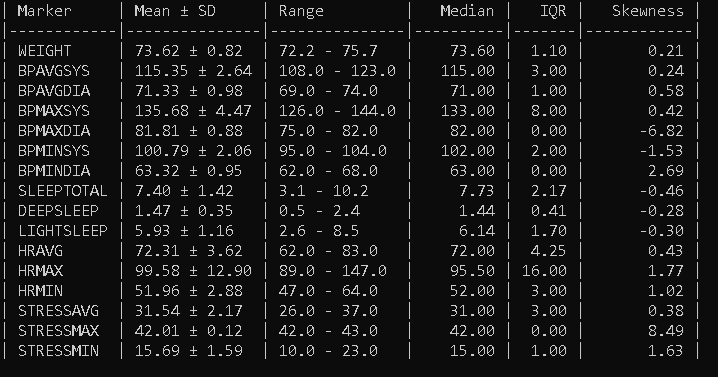 | Marker | Mean ± SD | Range | Median | IQR | Skewness |
|------------|----------------|----------------|----------|--------|------------|
| WEIGHT | 73.62 ± 0.82 | 72.2 - 75.7 | 73.60 | 1.10 | 0.21 |
| BPAVGSYS | 115.35 ± 2.64 | 108.0 - 123.0 | 115.00 | 3.00 | 0.24 |
| BPAVGDIA | 71.33 ± 0.98 | 69.0 - 74.0 | 71.00 | 1.00 | 0.58 |
| BPMAXSYS | 135.68 ± 4.47 | 126.0 - 144.0 | 133.00 | 8.00 | 0.42 |
| BPMAXDIA | 81.81 ± 0.88 | 75.0 - 82.0 | 82.00 | 0.00 | -6.82 |
| BPMINSYS | 100.79 ± 2.06 | 95.0 - 104.0 | 102.00 | 2.00 | -1.53 |
| BPMINDIA | 63.32 ± 0.95 | 62.0 - 68.0 | 63.00 | 0.00 | 2.69 |
| SLEEPTOTAL | 7.40 ± 1.42 | 3.1 - 10.2 | 7.73 | 2.17 | -0.46 |
| DEEPSLEEP | 1.47 ± 0.35 | 0.5 - 2.4 | 1.44 | 0.41 | -0.28 |
| LIGHTSLEEP | 5.93 ± 1.16 | 2.6 - 8.5 | 6.14 | 1.70 | -0.30 |
| HRAVG | 72.31 ± 3.62 | 62.0 - 83.0 | 72.00 | 4.25 | 0.43 |
| HRMAX | 99.58 ± 12.90 | 89.0 - 147.0 | 95.50 | 16.00 | 1.77 |
| HRMIN | 51.96 ± 2.88 | 47.0 - 64.0 | 52.00 | 3.00 | 1.02 |
| STRESSAVG | 31.54 ± 2.17 | 26.0 - 37.0 | 31.00 | 3.00 | 0.38 |
| STRESSMAX | 42.01 ± 0.12 | 42.0 - 43.0 | 42.00 | 0.00 | 8.49 |
| STRESSMIN | 15.69 ± 1.59 | 10.0 - 23.0 | 15.00 | 1.00 | 1.63 |